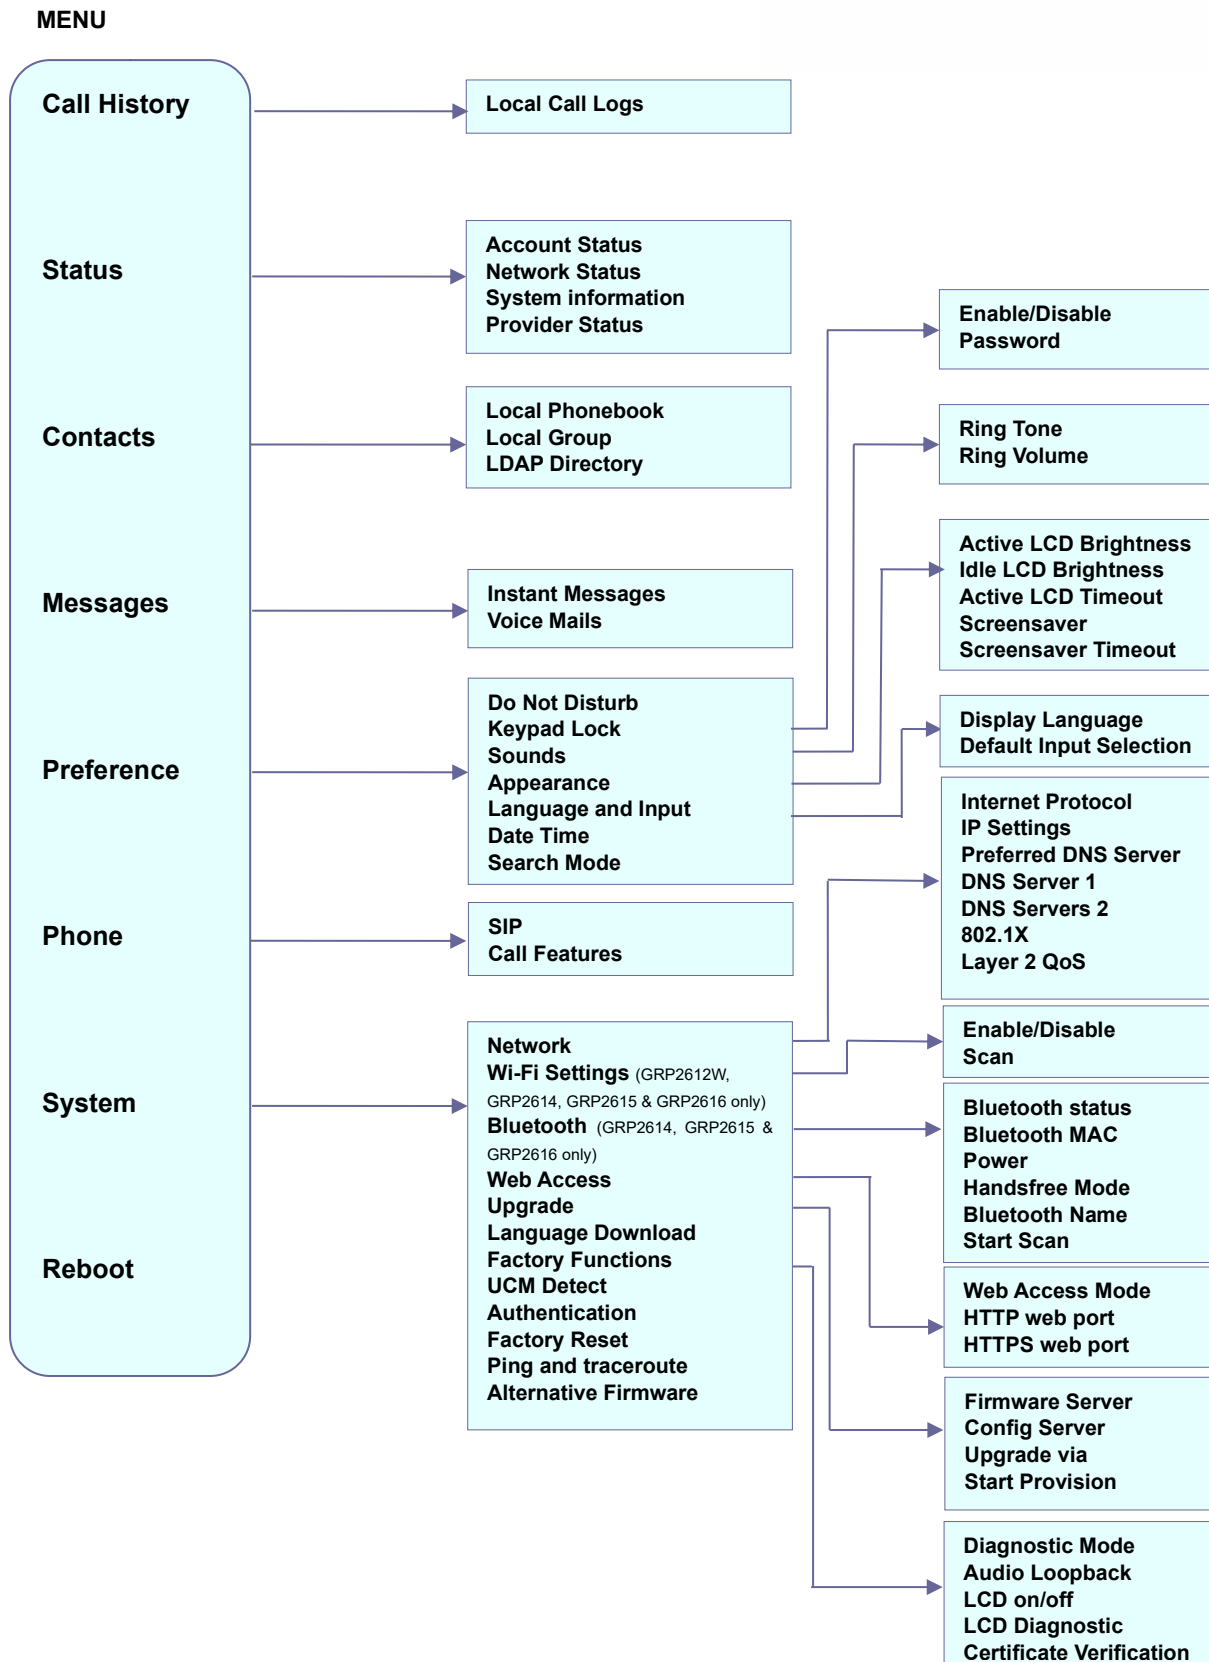 MENU
Call History
Status
Contacts
Messages
Preference
Phone
System
Reboot
Local Call Logs
Account Status
Network Status
System information
Provider Status
Local Phonebook
Local Group
LDAP Directory
Instant Messages
Voice Mails
Do Not Disturb
Keypad Lock
Sounds
Appearance
Language and Input
Date Time
Search Mode
SIP
Call Features
Network
Wi-Fi Settings (GRP2612W,
GRP2614, GRP2615 & GRP2616 only)
Bluetooth (GRP2614, GRP2615 &
GRP2616 only)
Web Access
Upgrade
Language Download
Factory Functions
UCM Detect
Authentication
Factory Reset
Ping and traceroute
Alternative Firmware
Enable/Disable
Password
Ring Tone
Ring Volume
Active LCD Brightness
Idle LCD Brightness
Active LCD Timeout
Screensaver
Screensaver Timeout
Display Language
Default Input Selection
Internet Protocol
IP Settings
Preferred DNS Server
DNS Server 1
DNS Servers 2
802.1X
Layer 2 QoS
Enable/Disable
Scan
Bluetooth status
Bluetooth MAC
Power
Handsfree Mode
Bluetooth Name
Start Scan
Web Access Mode
HTTP web port
HTTPS web port
Firmware Server
Config Server
Upgrade via
Start Provision
Diagnostic Mode
Audio Loopback
LCD on/off
LCD Diagnostic
Certificate Verification